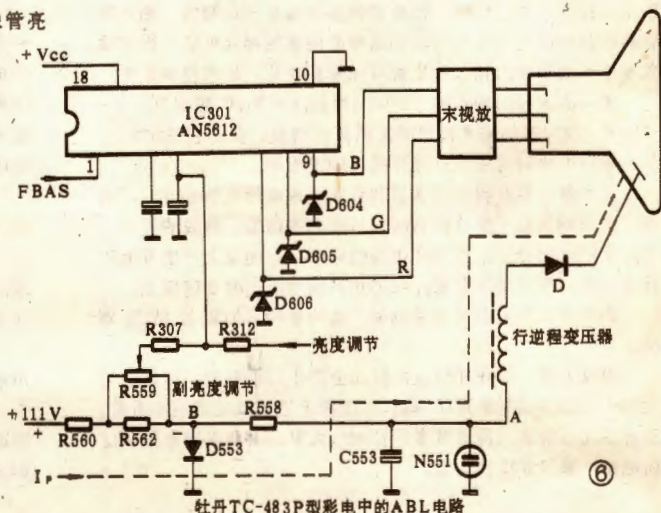 管亮
+Vcc
18
10
IC301
AN5612
1
9
FBAS
B
D604
G
D605
R
D606
末视放
D
行逆程变压器
R307
R312
亮度调节
R559
副亮度调节
+111V
+
R560
R562
B
R558
A
D553
C553
N551
IP
⑥
牡丹TC-483P型彩电中的ABL电路